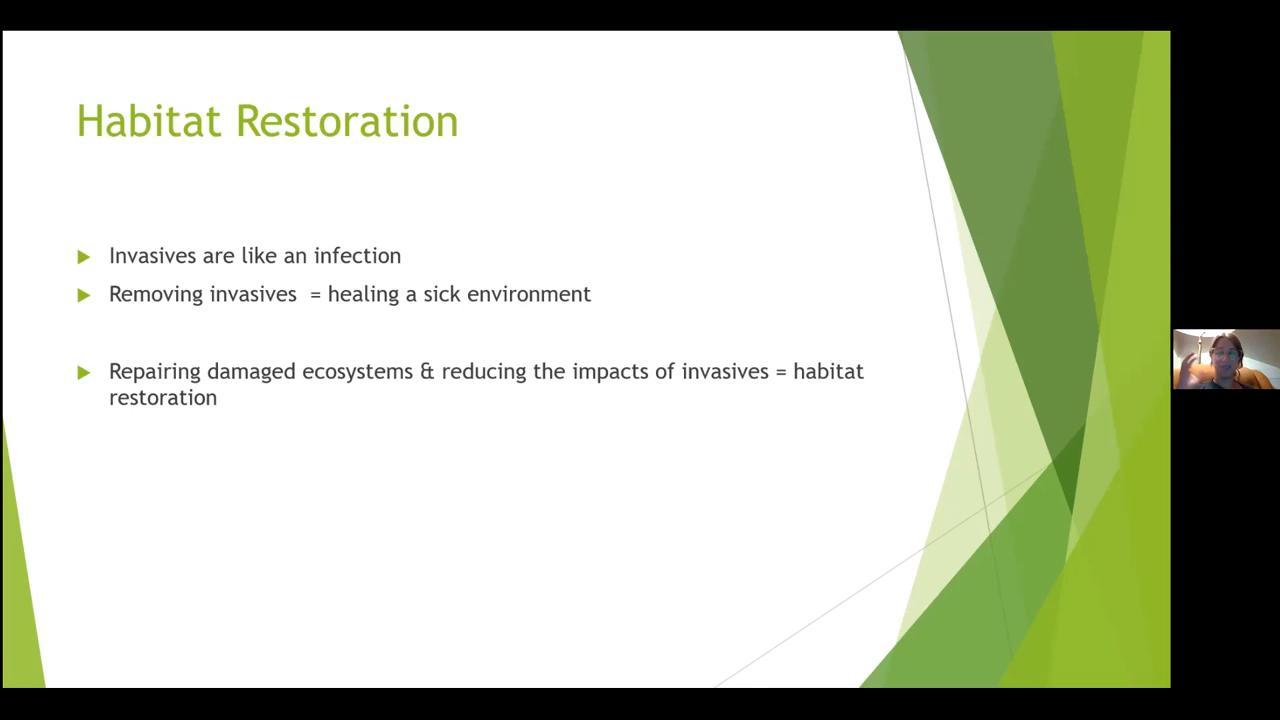 Habitat Restoration
Invasives are like an infection
Removing invasives = healing a sick environment
Repairing damaged ecosystems & reducing the impacts of invasives = habitat
restoration